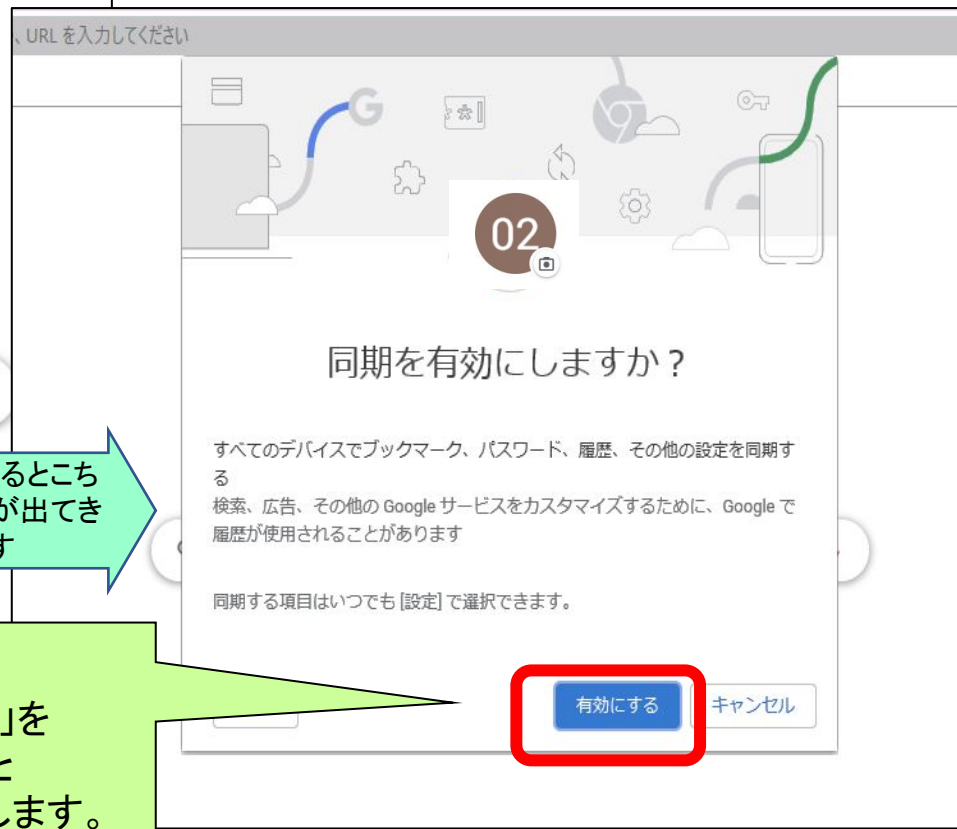 、URL を入力してください
02
同期を有効にしますか？
すべてのデバイスでブックマーク、パスワード、履歴、その他の設定を同期す
る
検索、広告、その他の Google サービスをカスタマイズするために、Google で
履歴が使用されることがあります
るとこち
が出てき
す
同期する項目はいつでも [設定] で選択できます。
有効にする
キャンセル
」を
と
します。